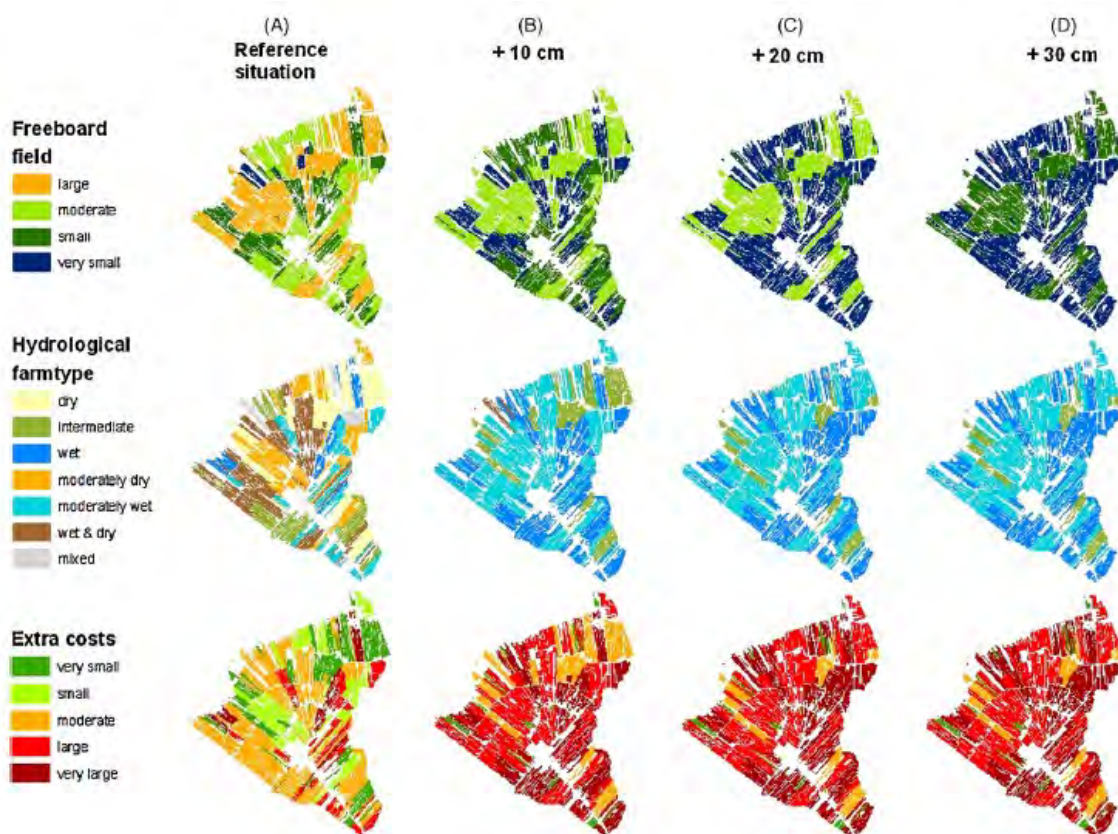 (A)
Reference
situation
(B)
+ 10 cm
(C)
+ 20 cm
(D)
+ 30 cm
Freeboard
field
large
moderate
small
very small
Hydrological
farmtype
dry
intermediate
wet
moderately dry
moderately wet
wet & dry
mixed
Extra costs
very small
small
moderate
large
very large